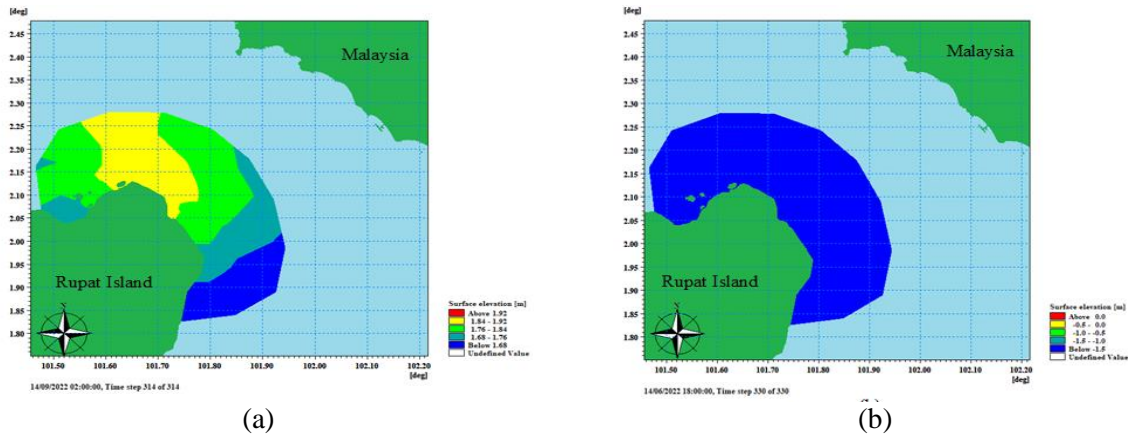 [deg]
2.45
2.40
2.35
2.30
2.25
2.20
2.15
2.10
2.05
2.00
1.95
1.90
1.85
1.80
Malaysia
Rupat Island
N
101.50 101.60 101.70 101.80 101.90 102.00 102.10 102.20
[deg]
Surface elevation [m]
Above 1.92
1.84 - 1.92
1.76 - 1.84
1.68 - 1.76
Below 1.68
Undefined Value
14/09/2022 02:00:00, Time step 314 of 314
(a)
[deg]
2.45
2.40
2.35
2.30
2.25
2.20
2.15
2.10
2.05
2.00
1.95
1.90
1.85
1.80
Malaysia
Rupat Island
N
101.50 101.60 101.70 101.80 101.90 102.00 102.10 102.20
[deg]
Surface elevation [m]
Above 0.0
-0.5 - 0.0
-1.0 - -0.5
-1.5 - -1.0
Below -1.5
Undefined Value
14/06/2022 18:00:00, Time step 330 of 330
(b)